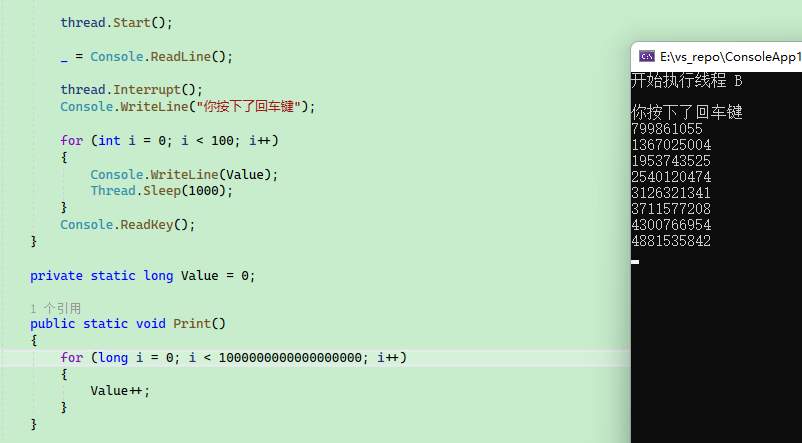 thread.Start();
_ = Console.ReadLine();
thread.Interrupt();
Console.WriteLine("你按下了回车键");
for (int i = 0; i < 100; i++)
{
Console.WriteLine(Value);
Thread.Sleep(1000);
}
Console.ReadKey();
}
private static long Value = 0;
1 个引用
public static void Print()
{
for (long i = 0; i < 1000000000000000000; i++)
{
Value++;
}
}
E:\vs_repo\ConsoleApp1
开始执行线程 B
你按下了回车键
799861055
1367025004
1953743525
2540120474
3126321341
3711577208
4300766954
4881535842